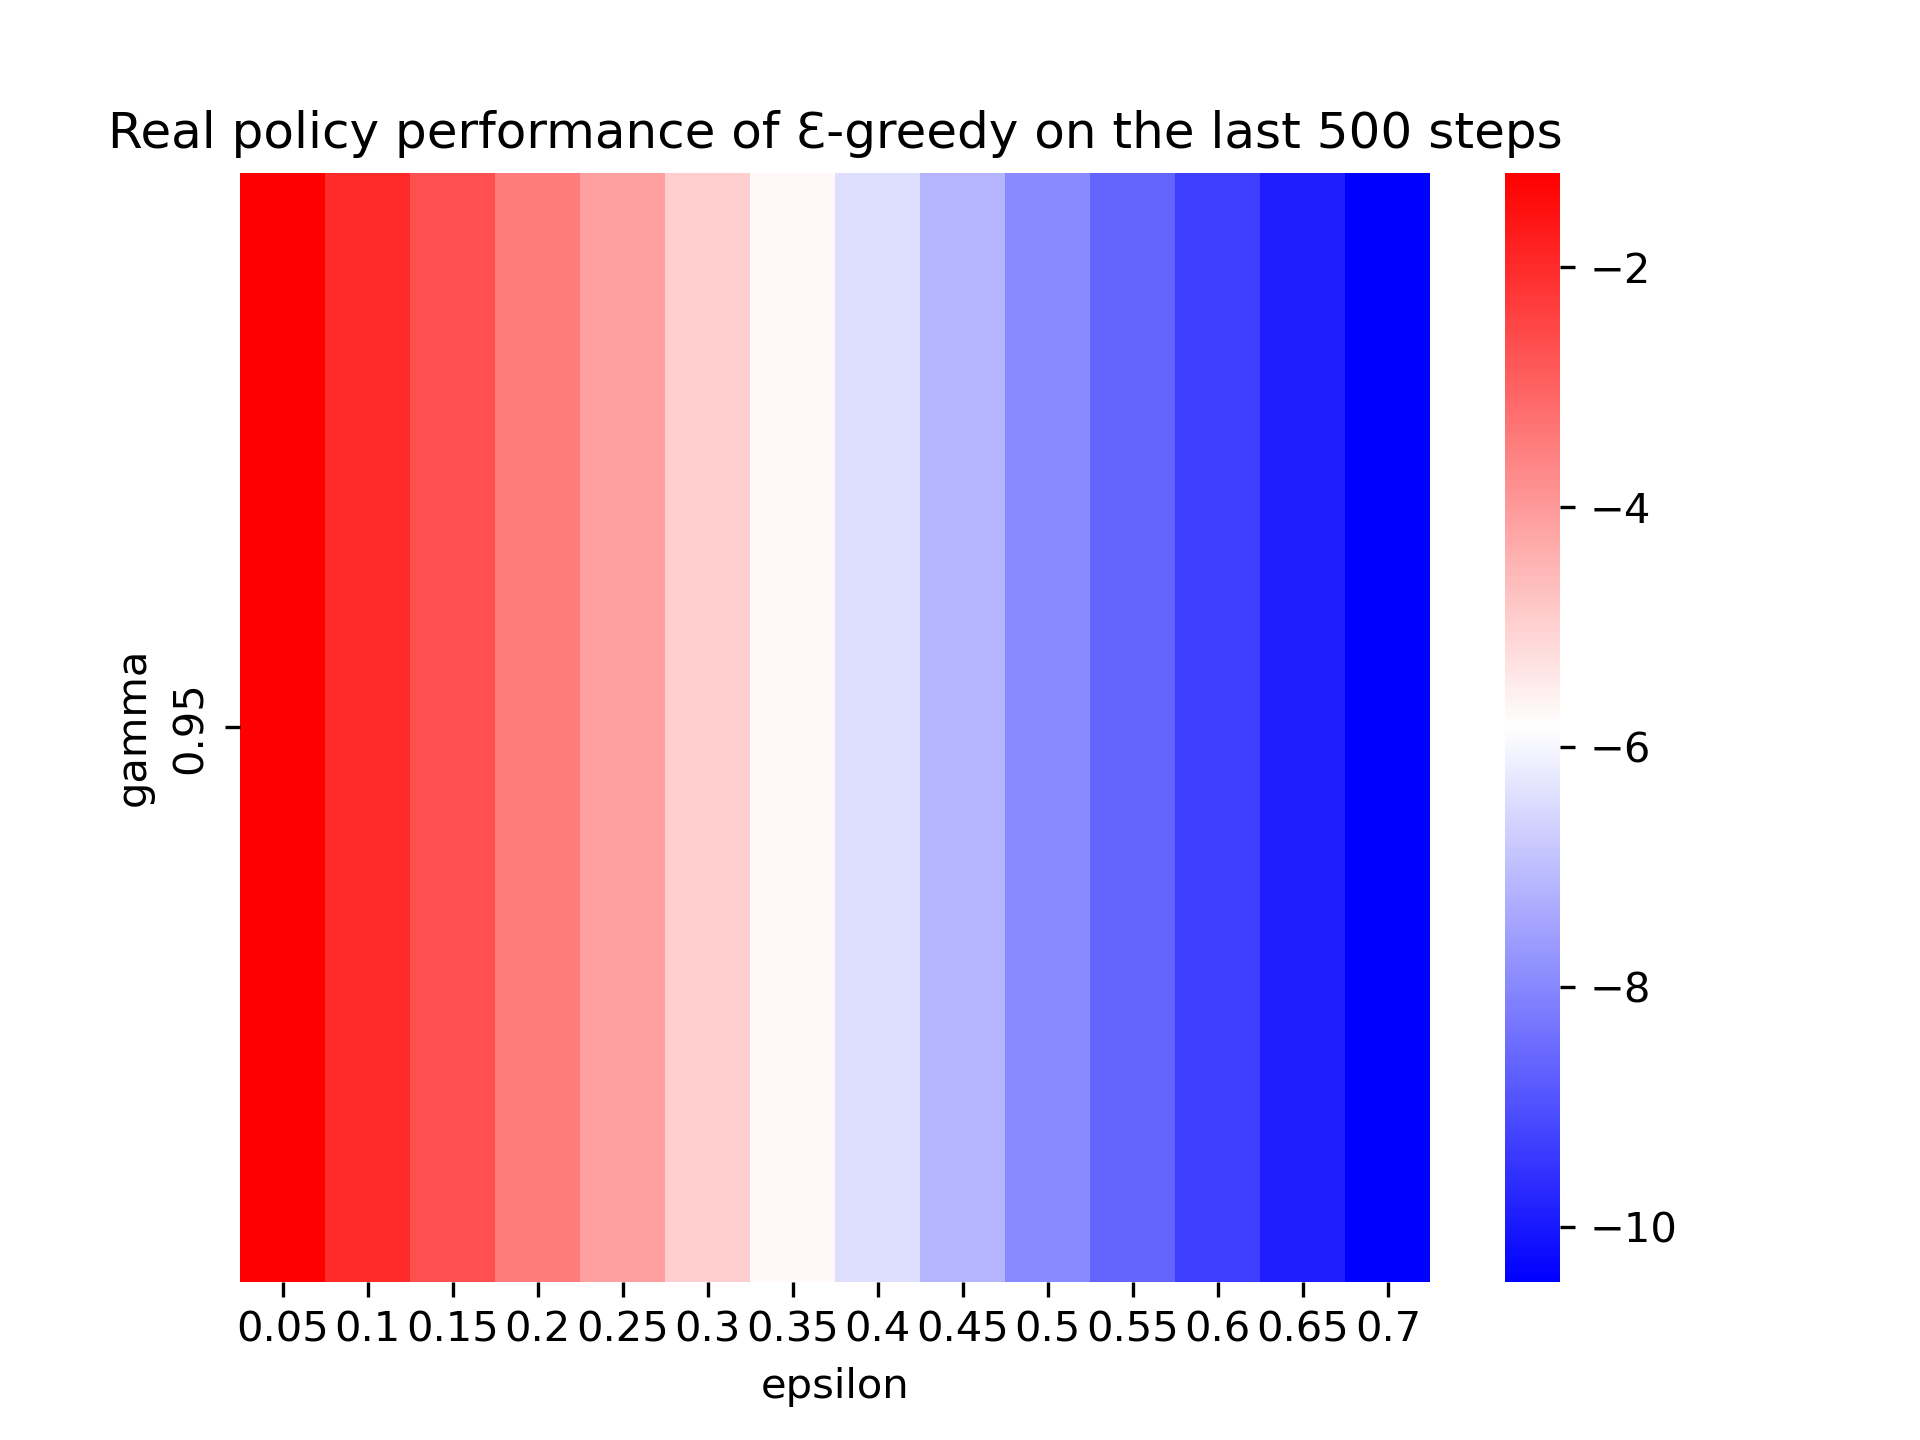 Real policy performance of Ɛ-greedy on the last 500 steps
gamma
0.95
0.05 0.1 0.15 0.2 0.25 0.3 0.35 0.4 0.45 0.5 0.55 0.6 0.65 0.7
epsilon
−2
−4
−6
−8
−10